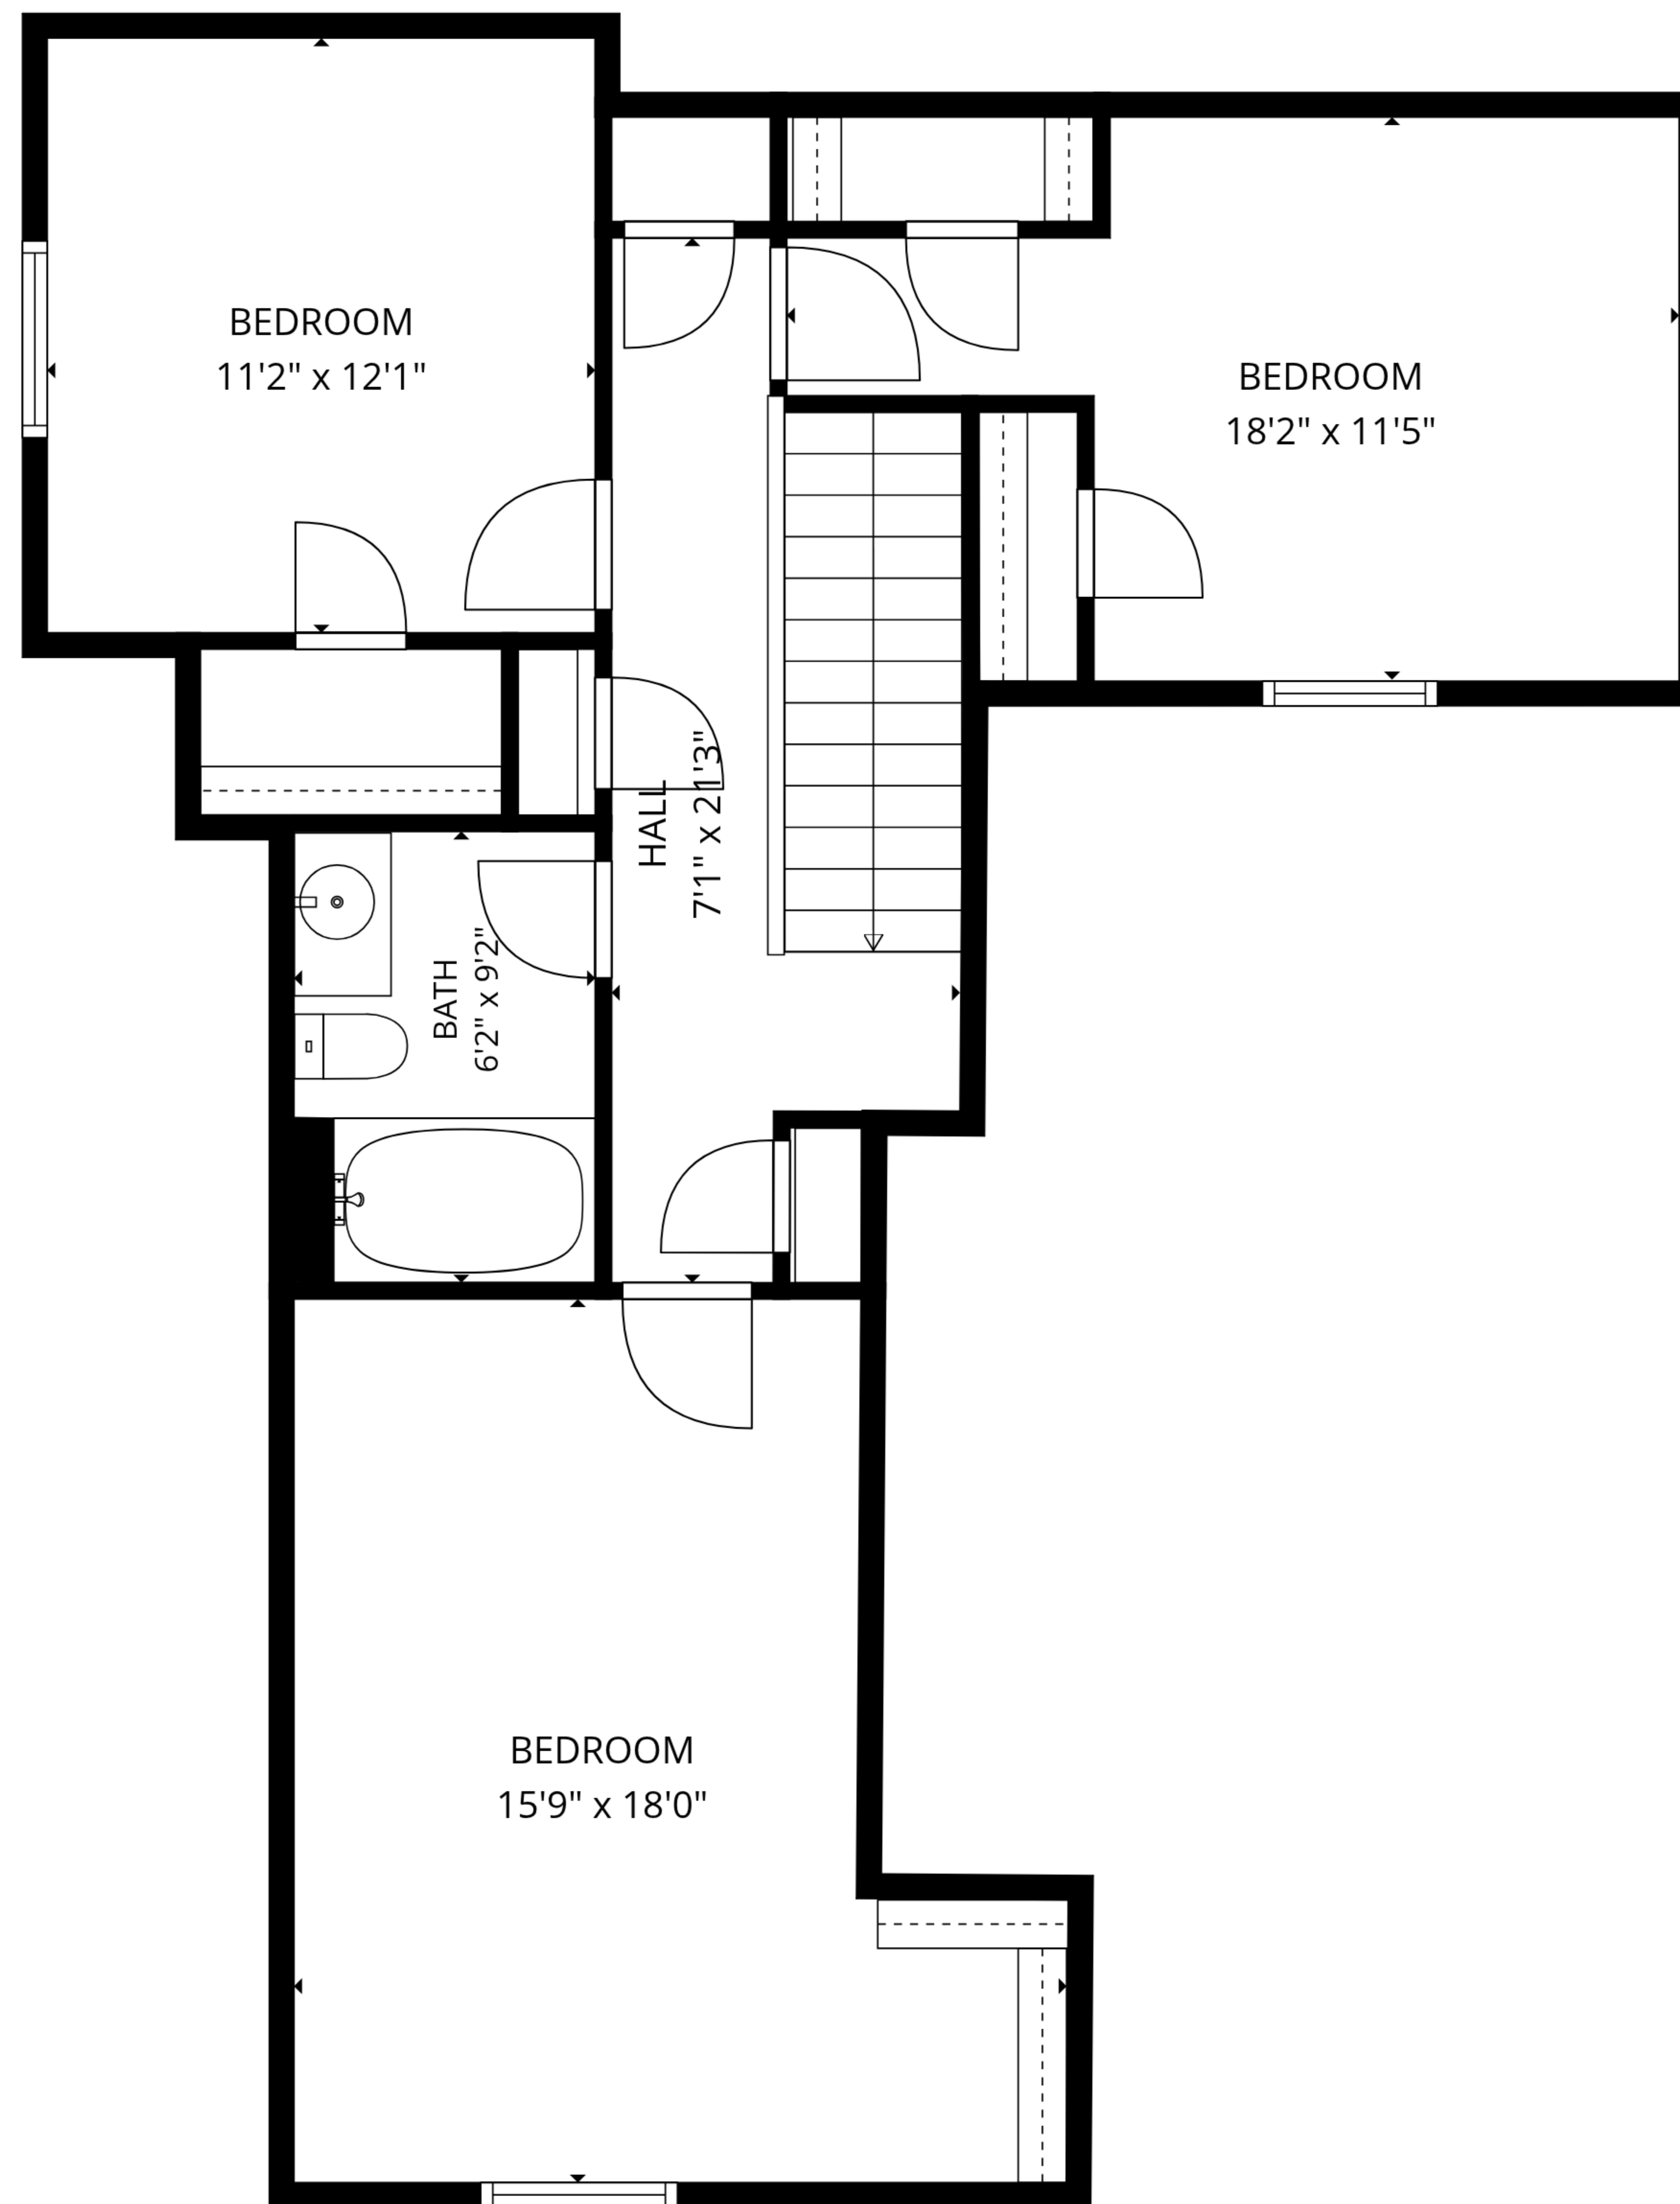 BEDROOM
11'2" x 12'1"
BEDROOM
18'2" x 11'5"
HALL
7'1" x 21'3"
BATH
6'2" x 9'2"
BEDROOM
15'9" x 18'0"